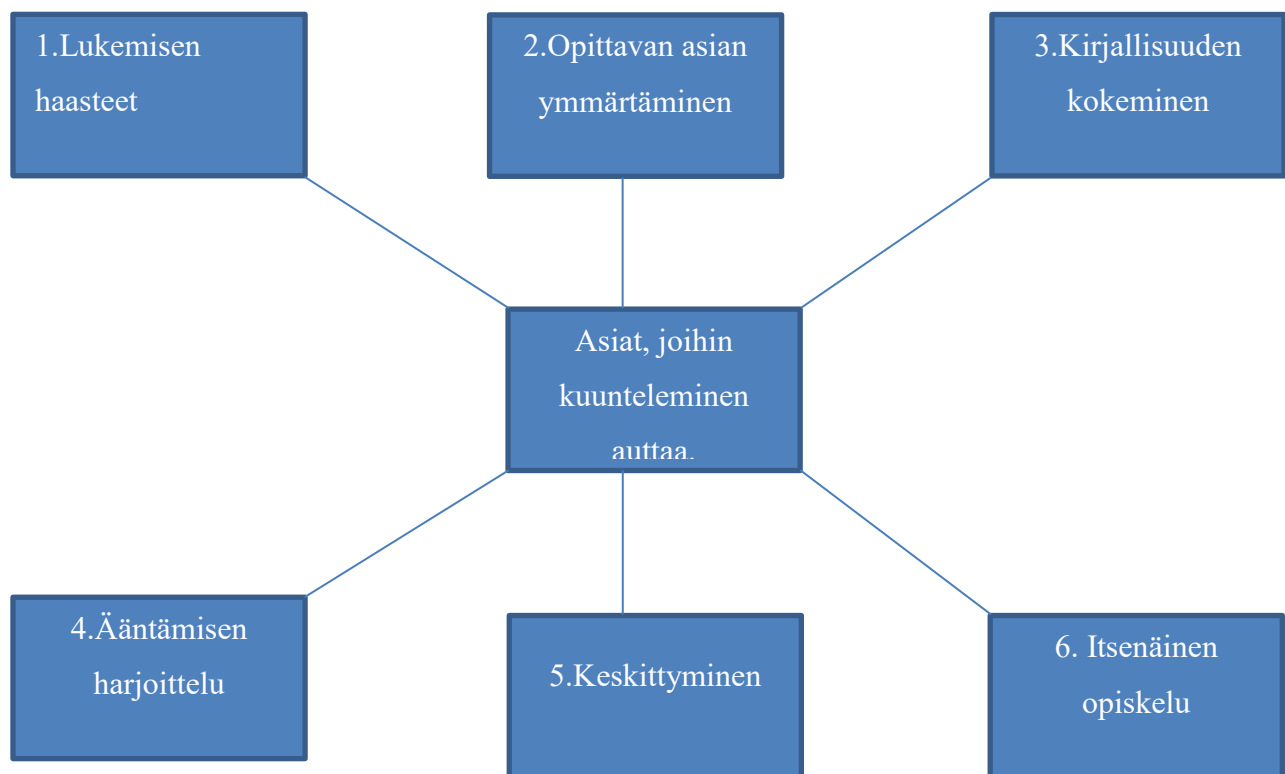 1.Lukemisen
haasteet
2.Opittavan asian
ymmärtäminen
3.Kirjallisuuden
kokeminen
Asiat, joihin
kuunteleminen
auttaa.
4.Ääntämisen
harjoittelu
5.Keskittyminen
6. Itsenäinen
opiskelu